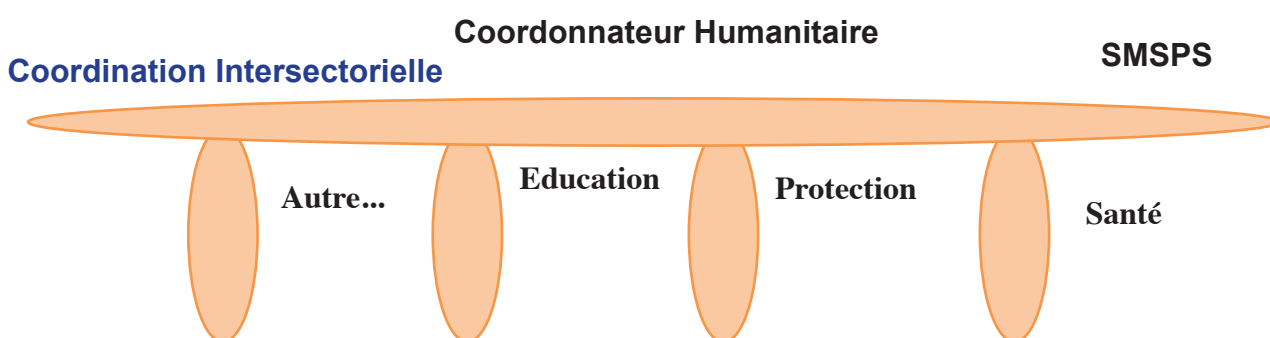 Coordonnateur Humanitaire
SMSPS
Coordination Intersectorielle
Autre...
Education
Protection
Santé